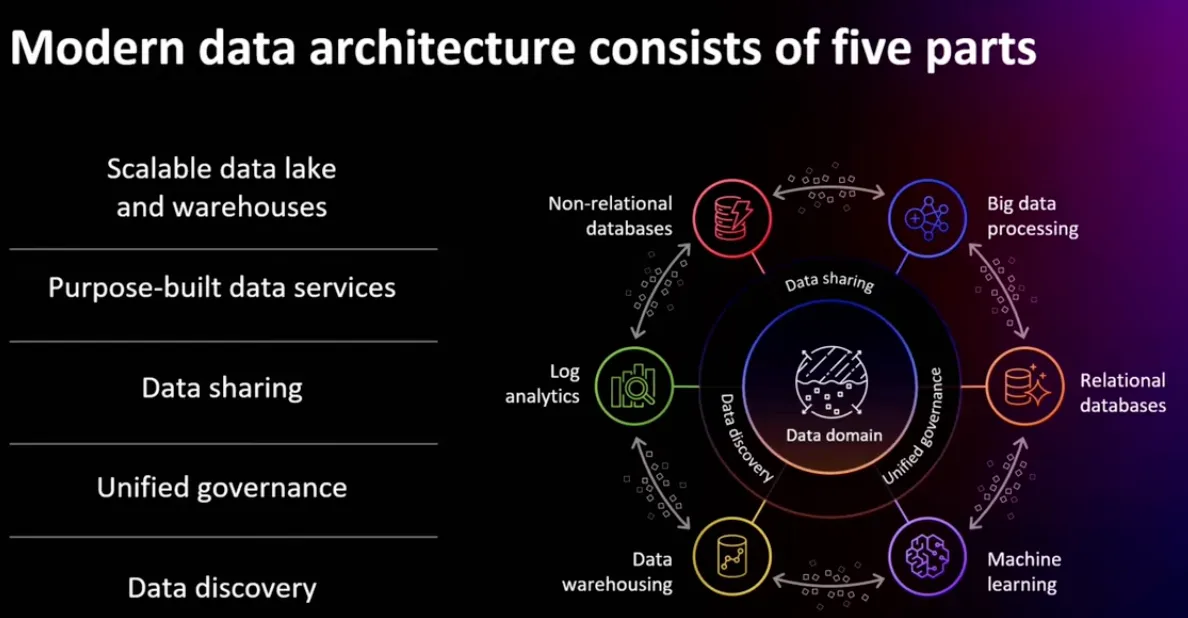 Modern data architecture consists of five parts
Scalable data lake
and warehouses
Purpose-built data services
Data sharing
Unified governance
Data discovery
Non-relational
databases
Big data
processing
Log
analytics
Relational
databases
Data
warehousing
Machine
learning
Data sharing
Data discovery
Unified governance
Data domain